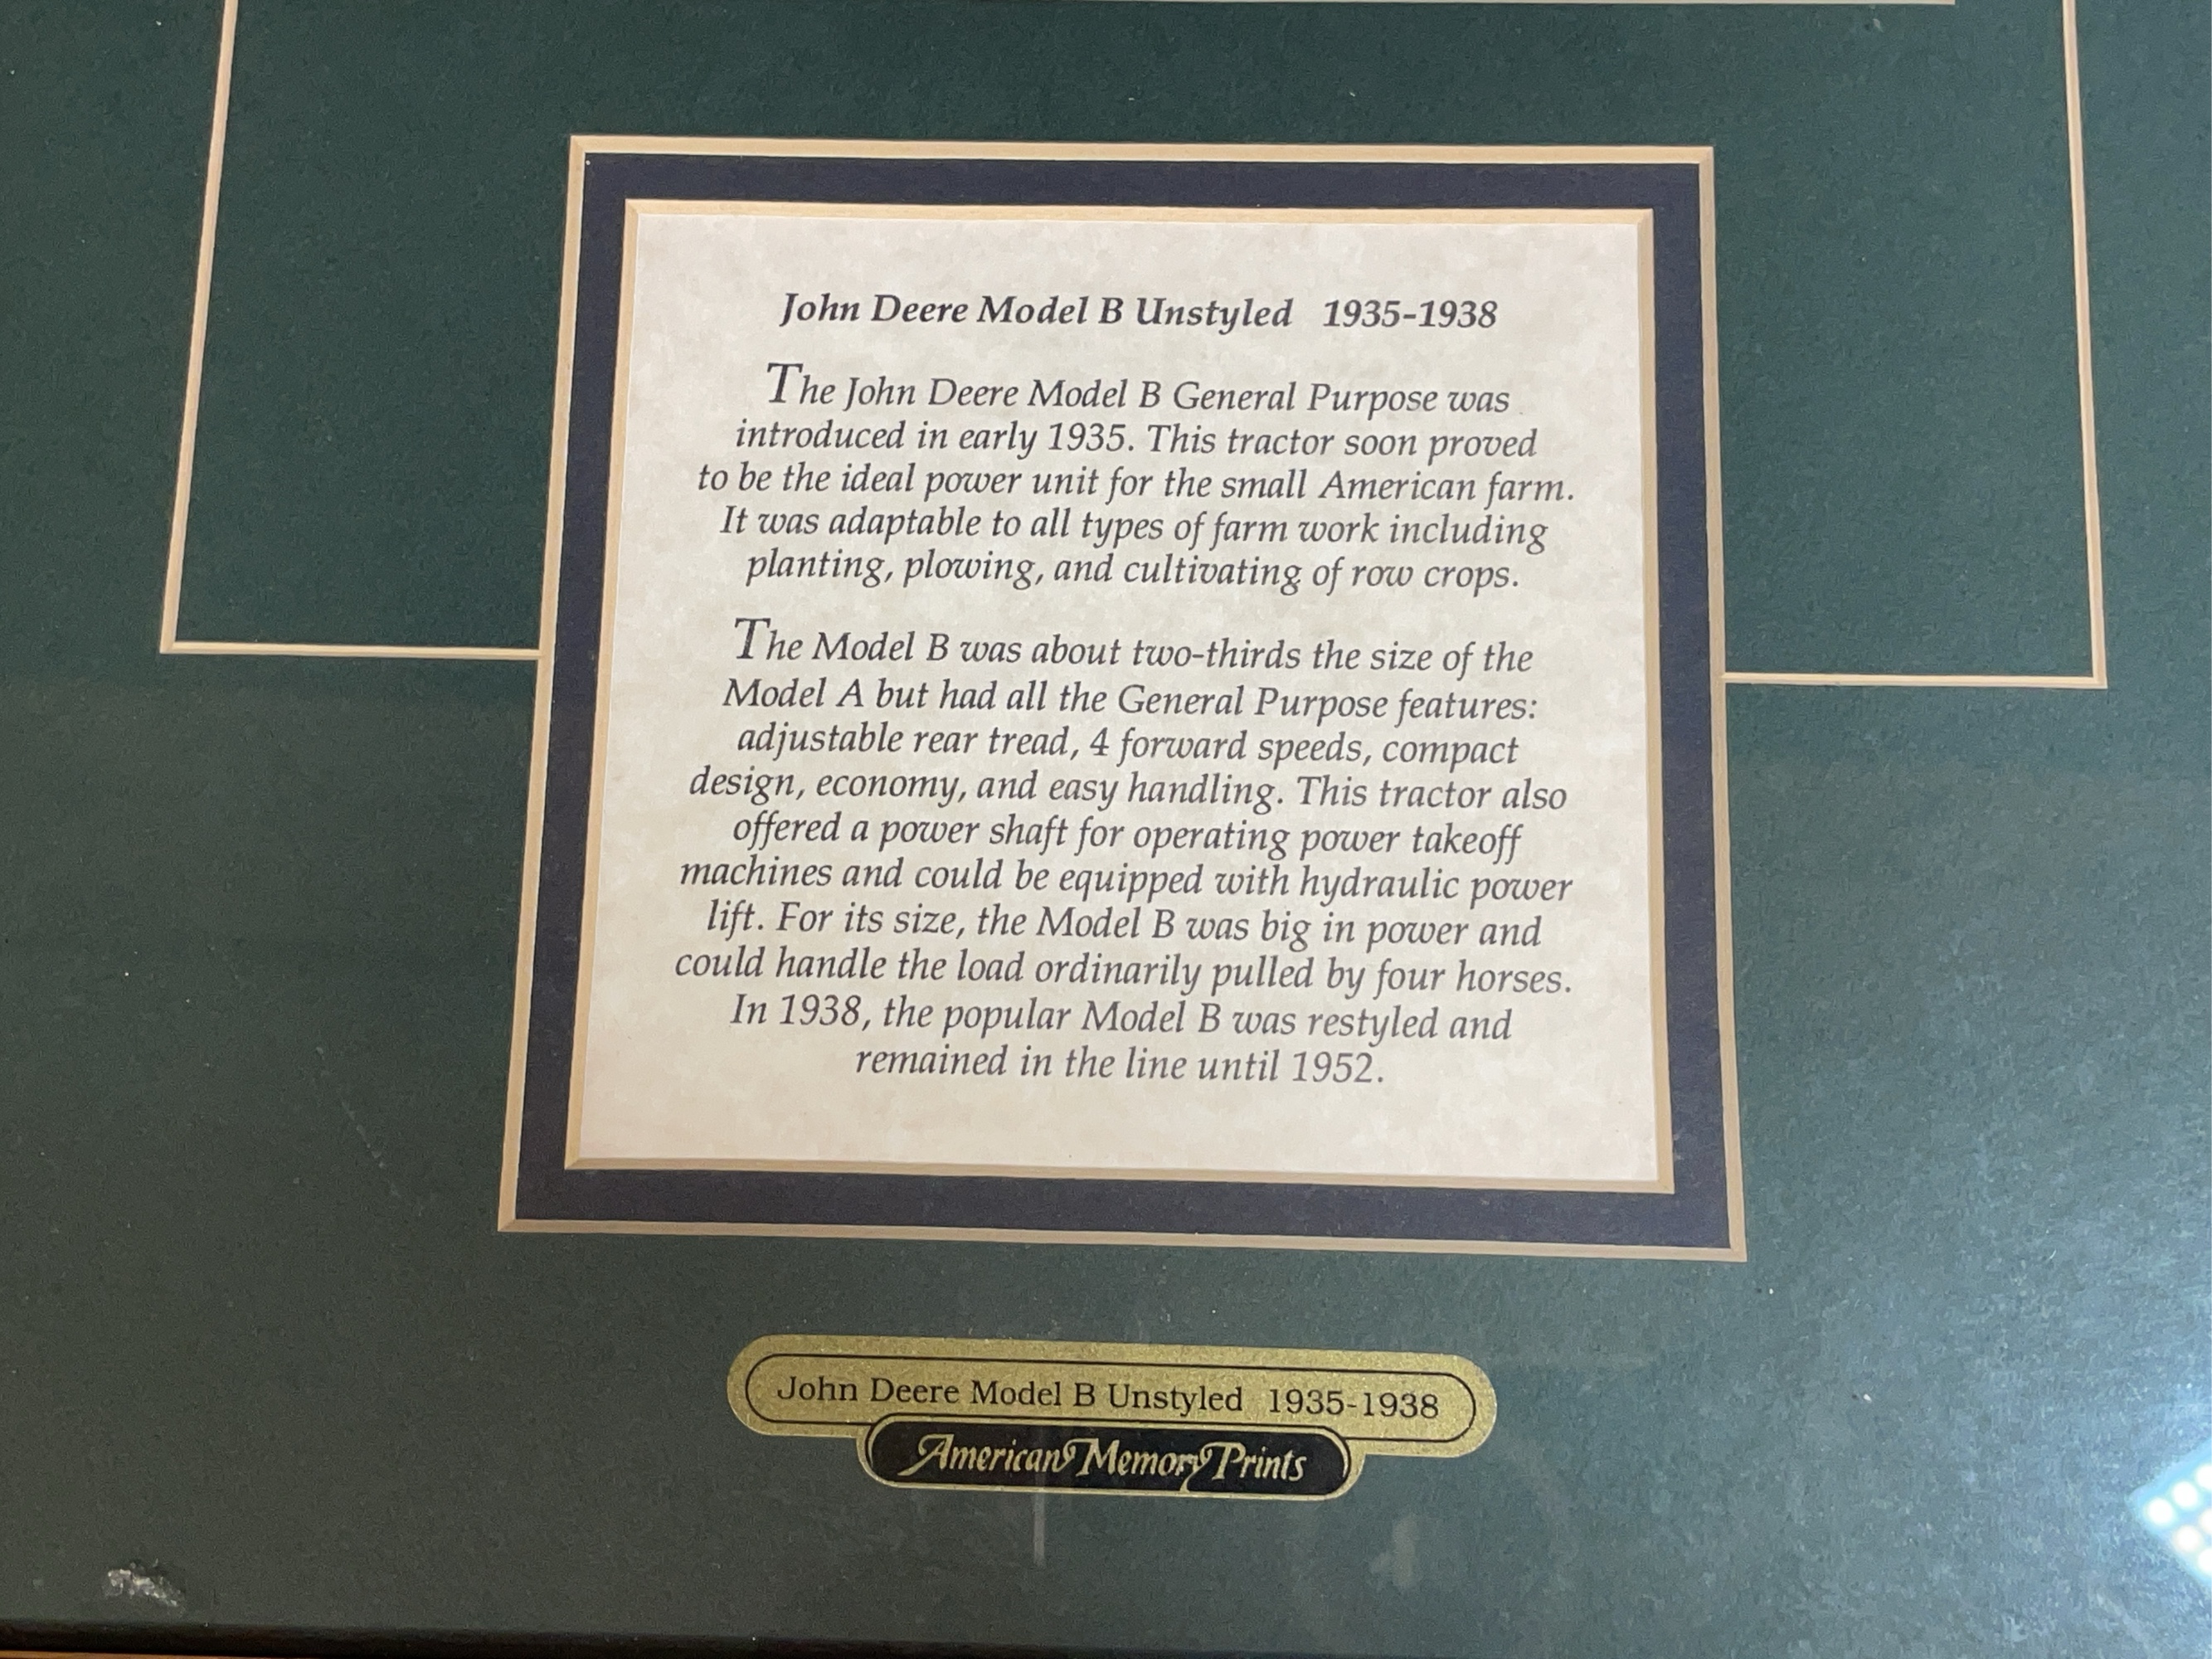 John Deere Model B Unstyled 1935-1938
The John Deere Model B General Purpose was
introduced in early 1935. This tractor soon proved
to be the ideal power unit for the small American farm.
It was adaptable to all types of farm work including
planting, plowing, and cultivating of row crops.
The Model B was about two-thirds the size of the
Model A but had all the General Purpose features:
adjustable rear tread, 4 forward speeds, compact
design, economy, and easy handling. This tractor also
offered a power shaft for operating power takeoff
machines and could be equipped with hydraulic power
lift. For its size, the Model B was big in power and
could handle the load ordinarily pulled by four horses.
In 1938, the popular Model B was restyled and
remained in the line until 1952.
John Deere Model B Unstyled 1935-1938
American Memory Prints